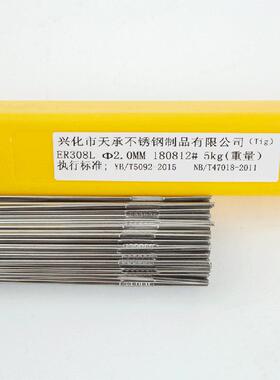 兴化市天承不锈钢制品有限公司(Tig)
ER308L Φ2.0MM 180812# 5kg(重量)
执行标准: YB/T5092 2015 NB/T47018-2011